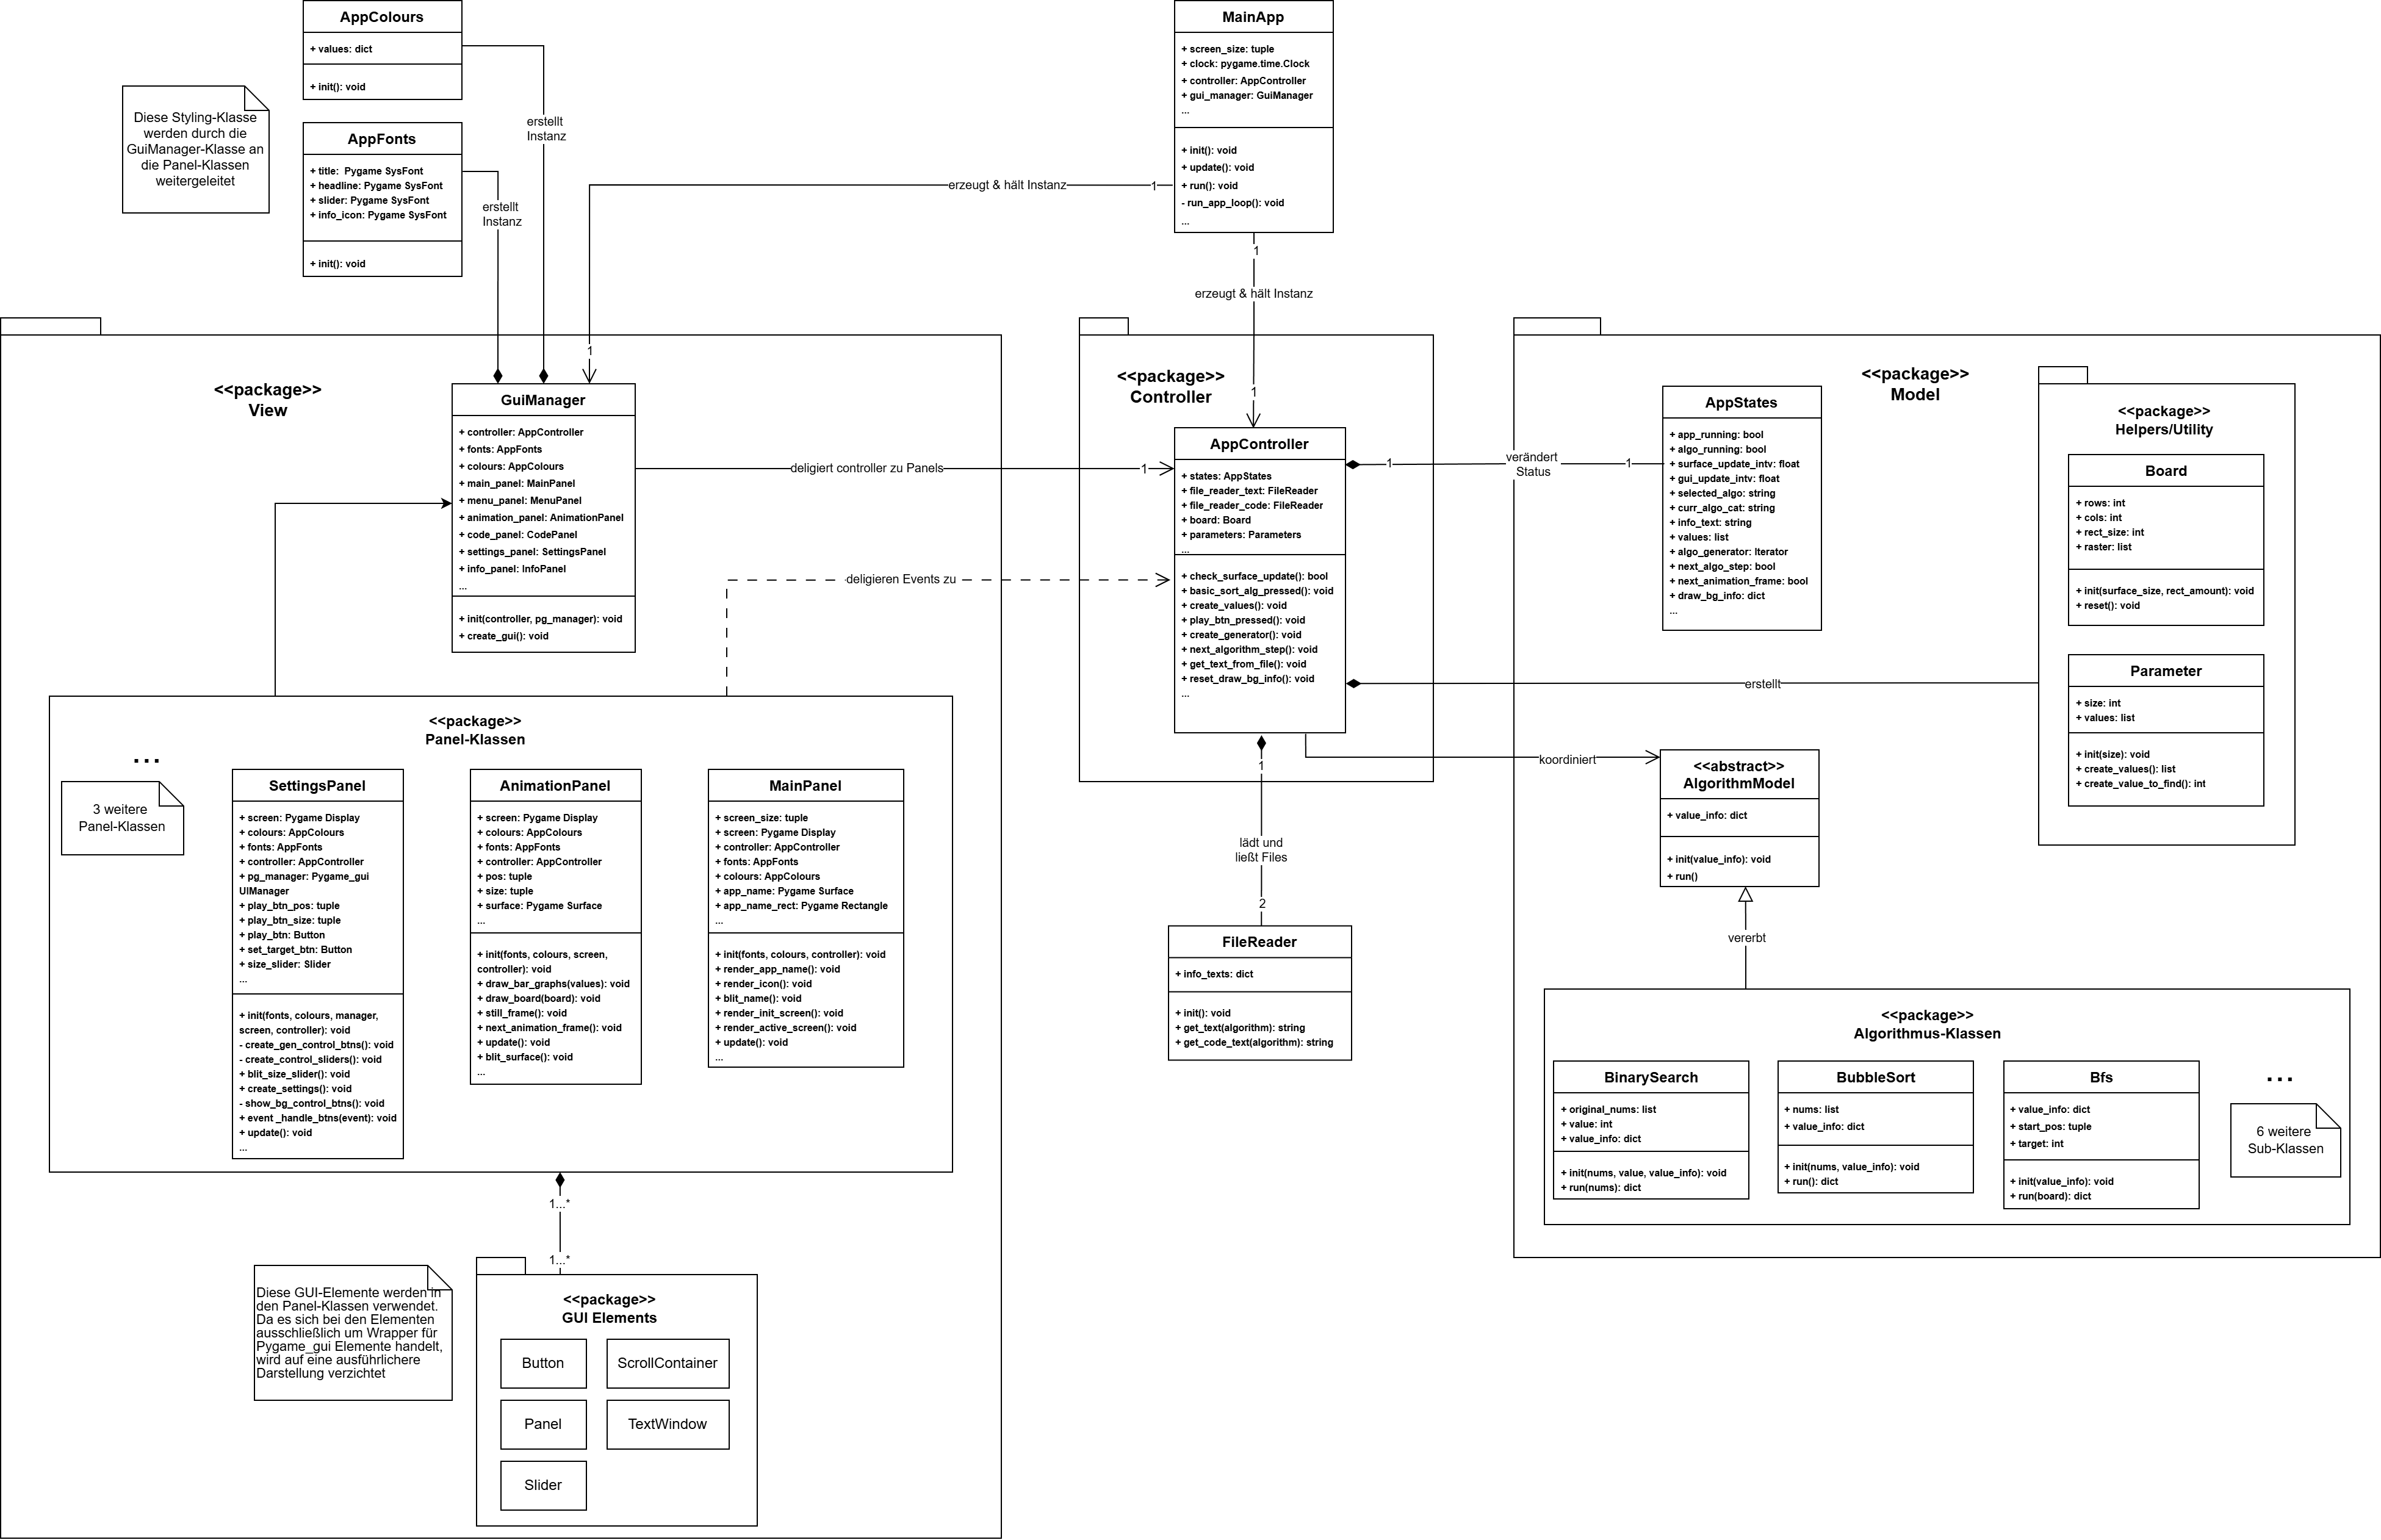 AppColours
+ values: dict
+ init(): void
Diese Styling-Klasse
werden durch die
GuiManager-Klasse an
die Panel-Klassen
weitergeleitet
AppFonts
+ title:  Pygame SysFont
+ headline: Pygame SysFont
+ slider: Pygame SysFont
+ info_icon: Pygame SysFont
+ init(): void
erstellt
Instanz
erstellt
Instanz
MainApp
+ screen_size: tuple
+ clock: pygame.time.Clock
+ controller: AppController
+ gui_manager: GuiManager
...
+ init(): void
+ update(): void
+ run(): void
- run_app_loop(): void
...
erzeugt & hält Instanz
1
1
1
erzeugt & hält Instanz
1
<<package>>
View
GuiManager
+ controller: AppController
+ fonts: AppFonts
+ colours: AppColours
+ main_panel: MainPanel
+ menu_panel: MenuPanel
+ animation_panel: AnimationPanel
+ code_panel: CodePanel
+ settings_panel: SettingsPanel
+ info_panel: InfoPanel
...
+ init(controller, pg_manager): void
+ create_gui(): void
deligiert controller zu Panels
1
deligieren Events zu
<<package>>
Panel-Klassen
...
3 weitere
Panel-Klassen
SettingsPanel
+ screen: Pygame Display
+ colours: AppColours
+ fonts: AppFonts
+ controller: AppController
+ pg_manager: Pygame_gui
UIManager
+ play_btn_pos: tuple
+ play_btn_size: tuple
+ play_btn: Button
+ set_target_btn: Button
+ size_slider: Slider
...
+ init(fonts, colours, manager,
screen, controller): void
- create_gen_control_btns(): void
- create_control_sliders(): void
+ blit_size_slider(): void
+ create_settings(): void
- show_bg_control_btns(): void
+ event _handle_btns(event): void
+ update(): void
...
AnimationPanel
+ screen: Pygame Display
+ colours: AppColours
+ fonts: AppFonts
+ controller: AppController
+ pos: tuple
+ size: tuple
+ surface: Pygame Surface
...
+ init(fonts, colours, screen,
controller): void
+ draw_bar_graphs(values): void
+ draw_board(board): void
+ still_frame(): void
+ next_animation_frame(): void
+ update(): void
+ blit_surface(): void
...
MainPanel
+ screen_size: tuple
+ screen: Pygame Display
+ controller: AppController
+ fonts: AppFonts
+ colours: AppColours
+ app_name: Pygame Surface
+ app_name_rect: Pygame Rectangle
...
+ init(fonts, colours, controller): void
+ render_app_name(): void
+ render_icon(): void
+ blit_name(): void
+ render_init_screen(): void
+ render_active_screen(): void
+ update(): void
...
1...*
1...*
Diese GUI-Elemente werden in
den Panel-Klassen verwendet.
Da es sich bei den Elementen
ausschließlich um Wrapper für
Pygame_gui Elemente handelt,
wird auf eine ausführlichere
Darstellung verzichtet
<<package>>
GUI Elements
Button
ScrollContainer
Panel
TextWindow
Slider
<<package>>
Controller
AppController
+ states: AppStates
+ file_reader_text: FileReader
+ file_reader_code: FileReader
+ board: Board
+ parameters: Parameters
...
+ check_surface_update(): bool
+ basic_sort_alg_pressed(): void
+ create_values(): void
+ play_btn_pressed(): void
+ create_generator(): void
+ next_algorithm_step(): void
+ get_text_from_file(): void
+ reset_draw_bg_info(): void
...
1
verändert
Status
1
erstellt
koordiniert
1
lädt und
ließt Files
2
FileReader
+ info_texts: dict
+ init(): void
+ get_text(algorithm): string
+ get_code_text(algorithm): string
<<package>>
Model
AppStates
+ app_running: bool
+ algo_running: bool
+ surface_update_intv: float
+ gui_update_intv: float
+ selected_algo: string
+ curr_algo_cat: string
+ info_text: string
+ values: list
+ algo_generator: Iterator
+ next_algo_step: bool
+ next_animation_frame: bool
+ draw_bg_info: dict
...
<<package>>
Helpers/Utility
Board
+ rows: int
+ cols: int
+ rect_size: int
+ raster: list
+ init(surface_size, rect_amount): void
+ reset(): void
Parameter
+ size: int
+ values: list
+ init(size): void
+ create_values(): list
+ create_value_to_find(): int
<<abstract>>
AlgorithmModel
+ value_info: dict
+ init(value_info): void
+ run()
vererbt
<<package>>
Algorithmus-Klassen
BinarySearch
+ original_nums: list
+ value: int
+ value_info: dict
+ init(nums, value, value_info): void
+ run(nums): dict
BubbleSort
+ nums: list
+ value_info: dict
+ init(nums, value_info): void
+ run(): dict
Bfs
+ value_info: dict
+ start_pos: tuple
+ target: int
+ init(value_info): void
+ run(board): dict
...
6 weitere
Sub-Klassen